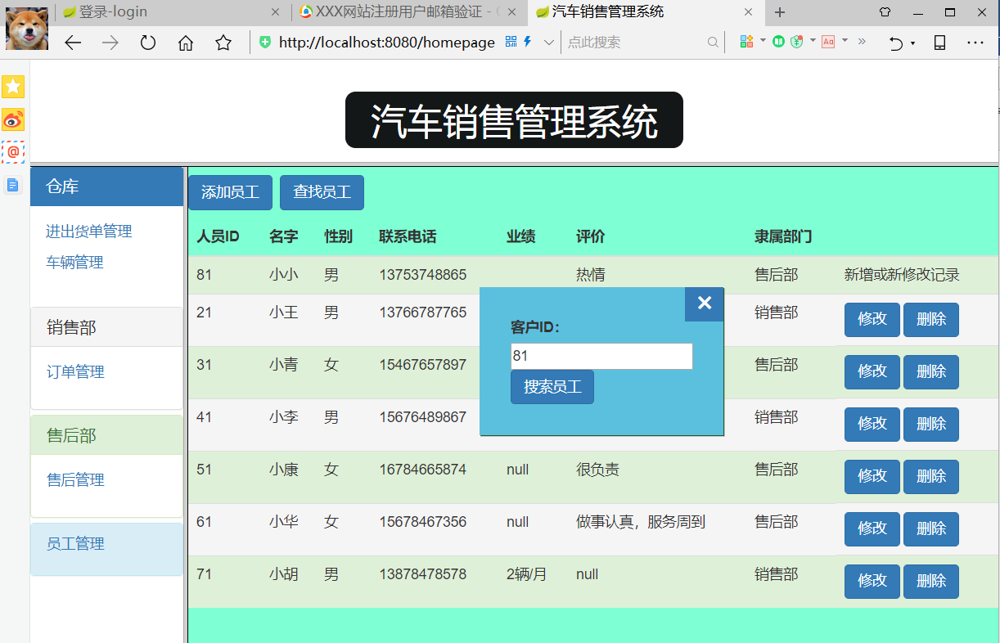 登录-login
XXX网站注册用户邮箱验证 -
汽车销售管理系统
http://localhost:8080/homepage
点此搜索
汽车销售管理系统
仓库
进出货单管理
车辆管理
销售部
订单管理
售后部
售后管理
员工管理
添加员工 查找员工
人员ID 名字 性别 联系电话 业绩 评价 隶属部门
81 小小 男 13753748865 热情 售后部 新增或新修改记录
21 小王 男 13766787765 销售部 修改 删除
31 小青 女 15467657897 售后部 修改 删除
41 小李 男 15676489867 销售部 修改 删除
51 小康 女 16784665874 null 很负责 售后部 修改 删除
61 小华 女 15678467356 null 做事认真，服务周到 售后部 修改 删除
71 小胡 男 13878478578 2辆/月 null 销售部 修改 删除
客户ID：
81
搜索员工